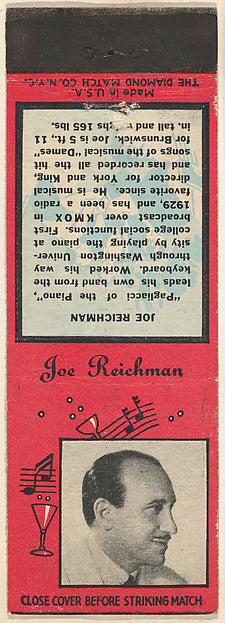 Made in U.S.A.
THE DIAMOND MATCH CO. N.Y.C.
JOE REICHMAN
"Pagliacci of the Piano",
leads his own band from the
keyboard. Worked his way
through Washington Univer-
sity by playing the piano at
college social functions. First
broadcast over KMOX in
1929, and has been a radio
favorite since. He is musical
director for York and King,
and has recorded all the hit
songs of the musical "Dames"
for Brunswick. Joe is 5 ft., 11
in. tall and weighs 165 lbs.
Joe Reichman
CLOSE COVER BEFORE STRIKING MATCH